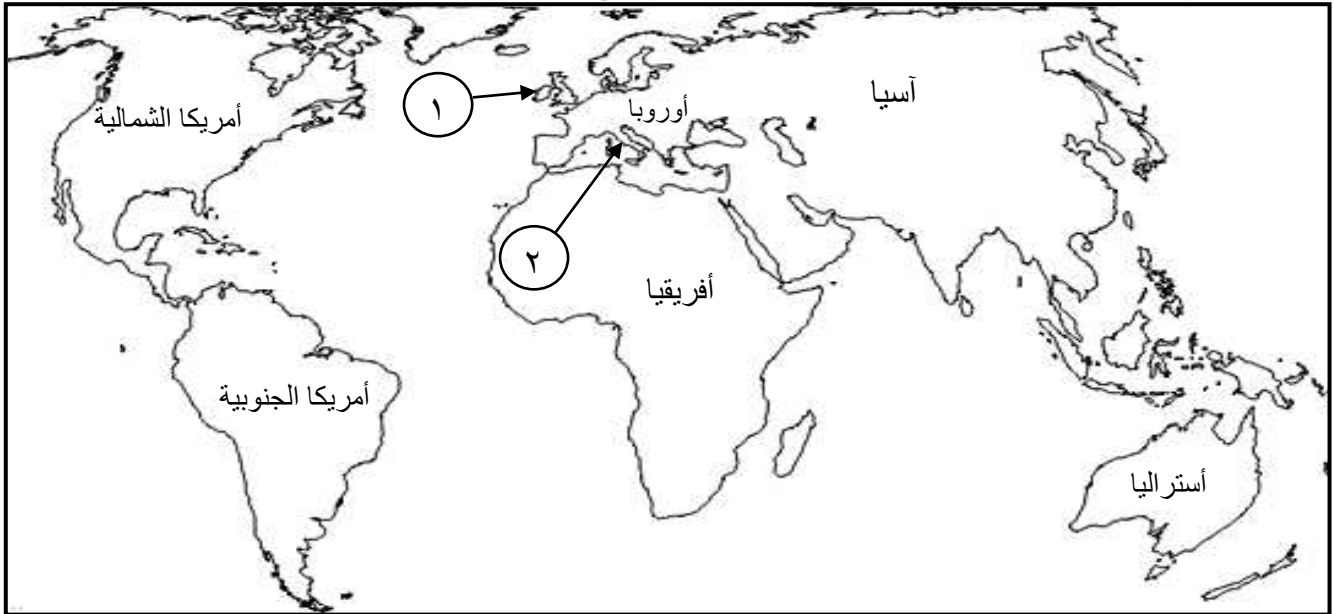 آسيا
أوروبا
١
أمريكا الشمالية
٢
أفريقيا
أمريكا الجنوبية
أستراليا